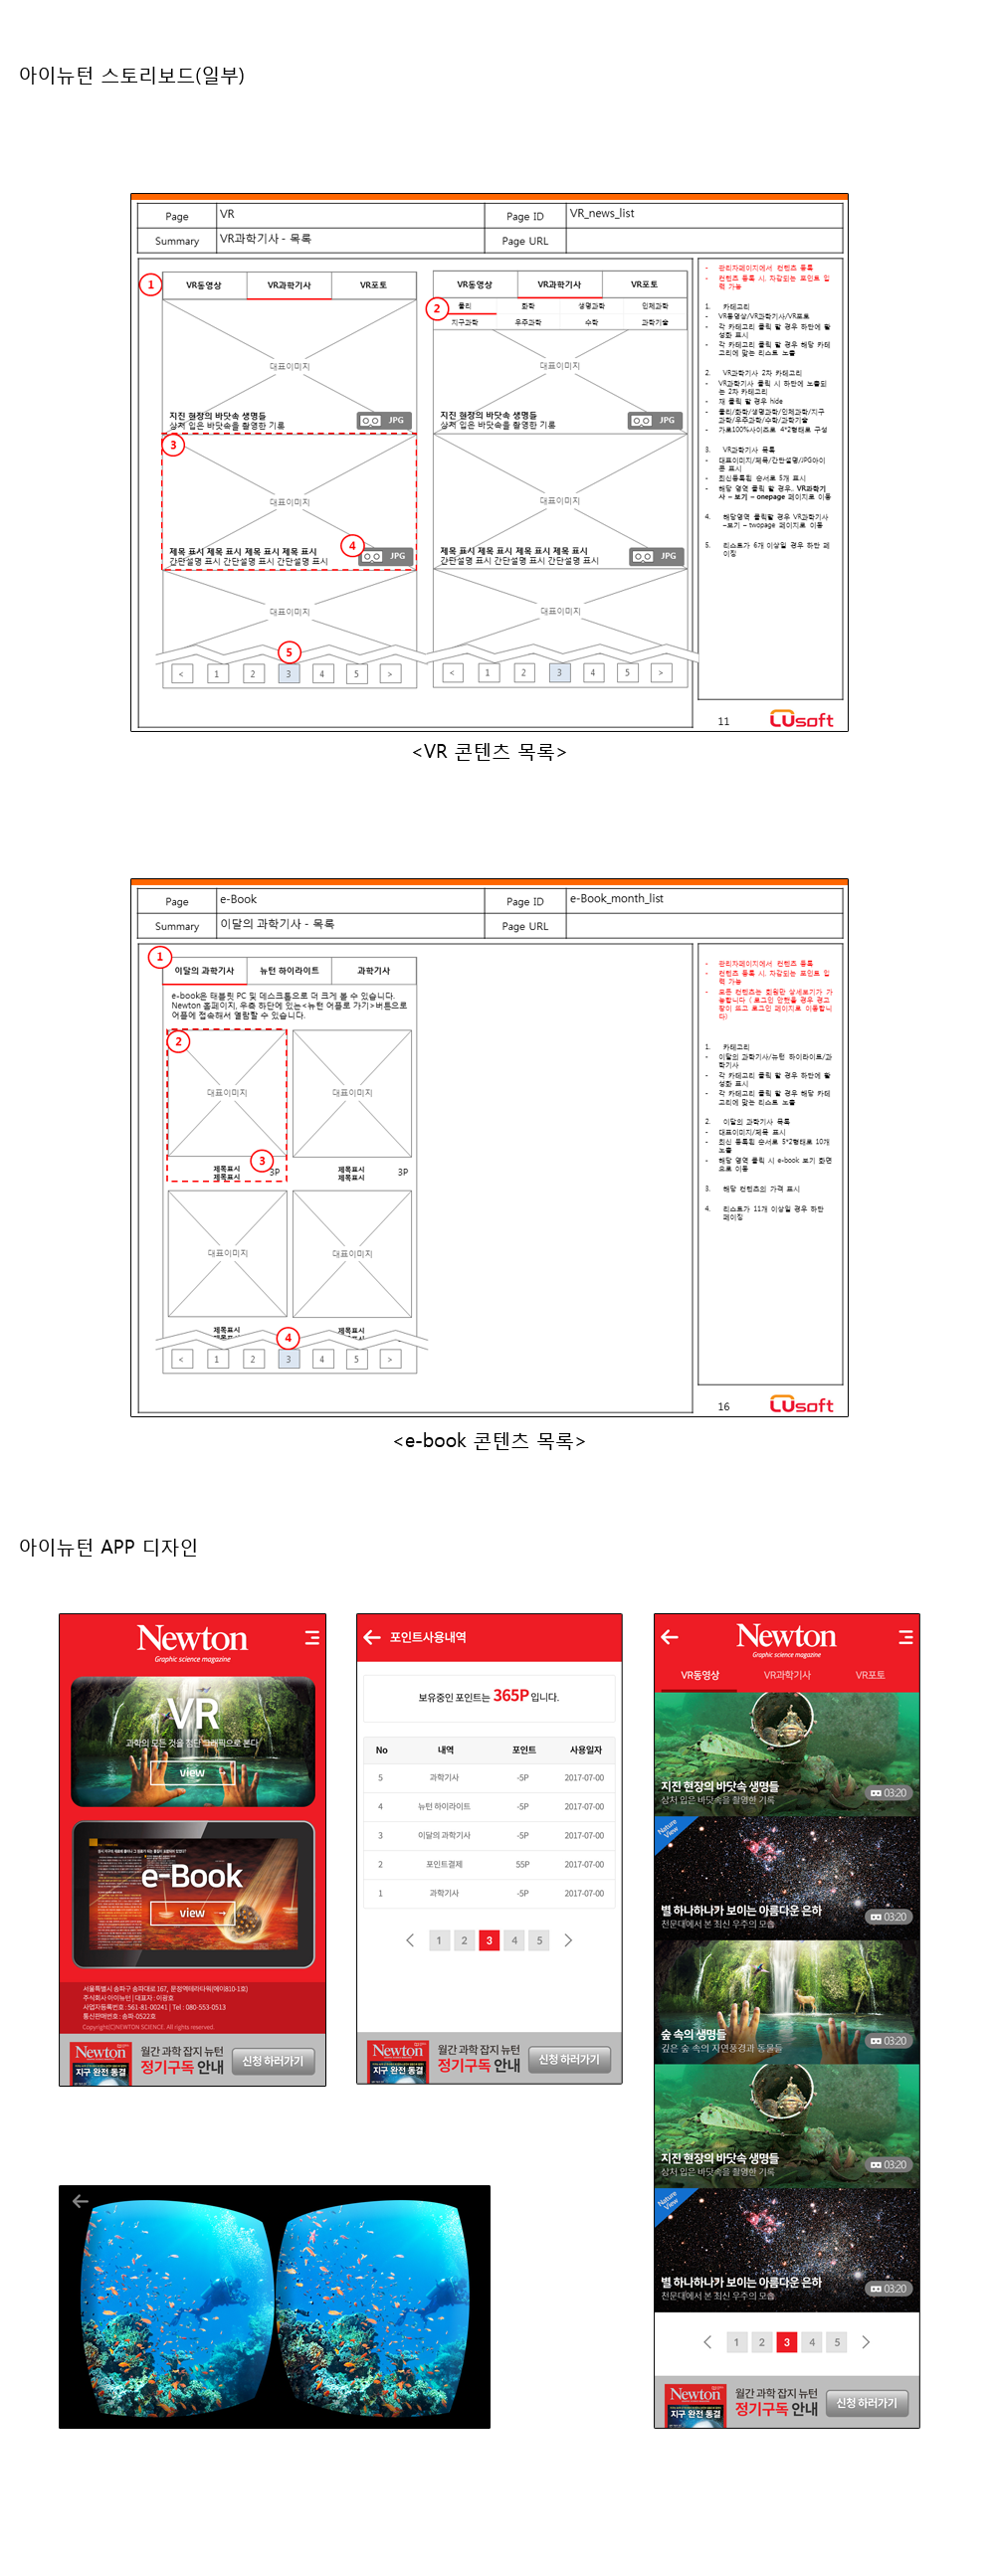 아이뉴턴 스토리보드(일부)
Page
VR
Page ID
VR_news_list
Summary
VR과학기사 - 목록
Page URL
1
VR동영상
VR과학기사
VR포토
대표이미지
지진 현장의 바닷속 생명들
상처 입은 바닷속을 촬영한 기록
JPG
3
대표이미지
4
제목 표시 제목 표시 제목 표시 제목 표시
간단설명 표시 간단설명 표시 간단설명 표시
JPG
대표이미지
5
< 1 2 3 4 5 >
VR동영상
VR과학기사
VR포토
2
물리
화학
생명과학
인체과학
지구과학
우주과학
수학
과학기술
대표이미지
지진 현장의 바닷속 생명들
상처 입은 바닷속을 촬영한 기록
JPG
대표이미지
제목 표시 제목 표시 제목 표시 제목 표시
간단설명 표시 간단설명 표시 간단설명 표시
JPG
대표이미지
< 1 2 3 4 5 >
- 관리자페이지에서 컨텐츠 등록
- 컨텐츠 등록 시, 차감되는 포인트 입
력 가능
1. 카테고리
- VR동영상/VR과학기사/VR포토
- 각 카테고리 클릭 할 경우 하단에 활
성화 표시
- 각 카테고리 클릭 할 경우 해당 카테
고리에 맞는 리스트 노출
2. VR과학기사 2차 카테고리
- VR과학기사 클릭 시 하단에 노출되
는 2차 카테고리
- 재 클릭 할 경우 hide
- 물리/화학/생명과학/인체과학/지구
과학/우주과학/수학/과학기술
- 가로100%사이즈로 4*2형태로 구성
3. VR과학기사 목록
- 대표이미지/제목/간단설명/JPG아이
콘 표시
- 최신등록된 순서로 5개 표시
- 해당 영역 클릭 할 경우.. VR과학기
사 – 보기 – onepage 페이지로 이동
4. 해당영역 클릭할 경우 VR과학기사
–보기 – twopage 페이지로 이동
5. 리스트가 6개 이상일 경우 하단 페
이징
11
CUsoft
<VR 콘텐츠 목록>
Page
e-Book
Page ID
e-Book_month_list
Summary
이달의 과학기사 - 목록
Page URL
1
이달의 과학기사
뉴턴 하이라이트
과학기사
e-book은 태블릿 PC 및 데스크톱으로 더 크게 볼 수 있습니다.
Newton 홈페이지, 우측 하단에 있는<뉴턴 어플로 가기>버튼으로
어플에 접속해서 열람할 수 있습니다.
2
대표이미지
대표이미지
3
제목표시
제목표시
3P
제목표시
제목표시
3P
대표이미지
대표이미지
제목표시
제목표시
4
< 1 2 3 4 5 >
- 관리자페이지에서 컨텐츠 등록
- 컨텐츠 등록 시, 차감되는 포인트 입
력 가능
- 모든 컨텐츠는 회원만 상세보기가 가
능합니다 ( 로그인 안했을 경우 경고
창이 뜨고 로그인 페이지로 이동합니
다)
1. 카테고리
- 이달의 과학기사/뉴턴 하이라이트/과
학기사
- 각 카테고리 클릭 할 경우 하단에 활
성화 표시
- 각 카테고리 클릭 할 경우 해당 카테
고리에 맞는 리스트 노출
2. 이달의 과학기사 목록
- 대표이미지/제목 표시
- 최신 등록된 순서로 5*2형태로 10개
노출
- 해당 영역 클릭 시 e-book 보기 화면
으로 이동
3. 해당 컨텐츠의 가격 표시
4. 리스트가 11개 이상일 경우 하단
페이징
16
CUsoft
<e-book 콘텐츠 목록>
아이뉴턴 APP 디자인
Newton
Graphic science magazine
VR
과학의 모든 것을 첨단 그래픽으로 본다
view →
e-Book
view →
서울특별시 송파구 송파대로 167, 문정역테라타워(에이810-1호)
주식회사 아이뉴턴 | 대표자 : 이광호
사업자등록번호 : 561-81-00241 | Tel : 080-553-0513
통신판매번호 : 송파-0522호
Copyright(C)NEWTON SCIENCE. All rights reserved.
Newton
지구 완전 동결
월간 과학 잡지 뉴턴
정기구독 안내
신청 하러가기
포인트사용내역
보유중인 포인트는 365P 입니다.
No 내역 포인트 사용일자
5 과학기사 -5P 2017-07-00
4 뉴턴 하이라이트 -5P 2017-07-00
3 이달의 과학기사 -5P 2017-07-00
2 포인트결제 55P 2017-07-00
1 과학기사 -5P 2017-07-00
1 2 3 4 5
Newton
지구 완전 동결
월간 과학 잡지 뉴턴
정기구독 안내
신청 하러가기
Newton
Graphic science magazine
VR동영상
VR과학기사
VR포토
지진 현장의 바닷속 생명들
상처 입은 바닷속을 촬영한 기록
03:20
Nature
View
별 하나하나가 보이는 아름다운 은하
천문대에서 본 최신 우주의 모습
03:20
숲 속의 생명들
깊은 숲 속의 자연풍경과 동물들
03:20
지진 현장의 바닷속 생명들
상처 입은 바닷속을 촬영한 기록
03:20
Nature
View
별 하나하나가 보이는 아름다운 은하
천문대에서 본 최신 우주의 모습
03:20
1 2 3 4 5
Newton
지구 완전 동결
월간 과학 잡지 뉴턴
정기구독 안내
신청 하러가기